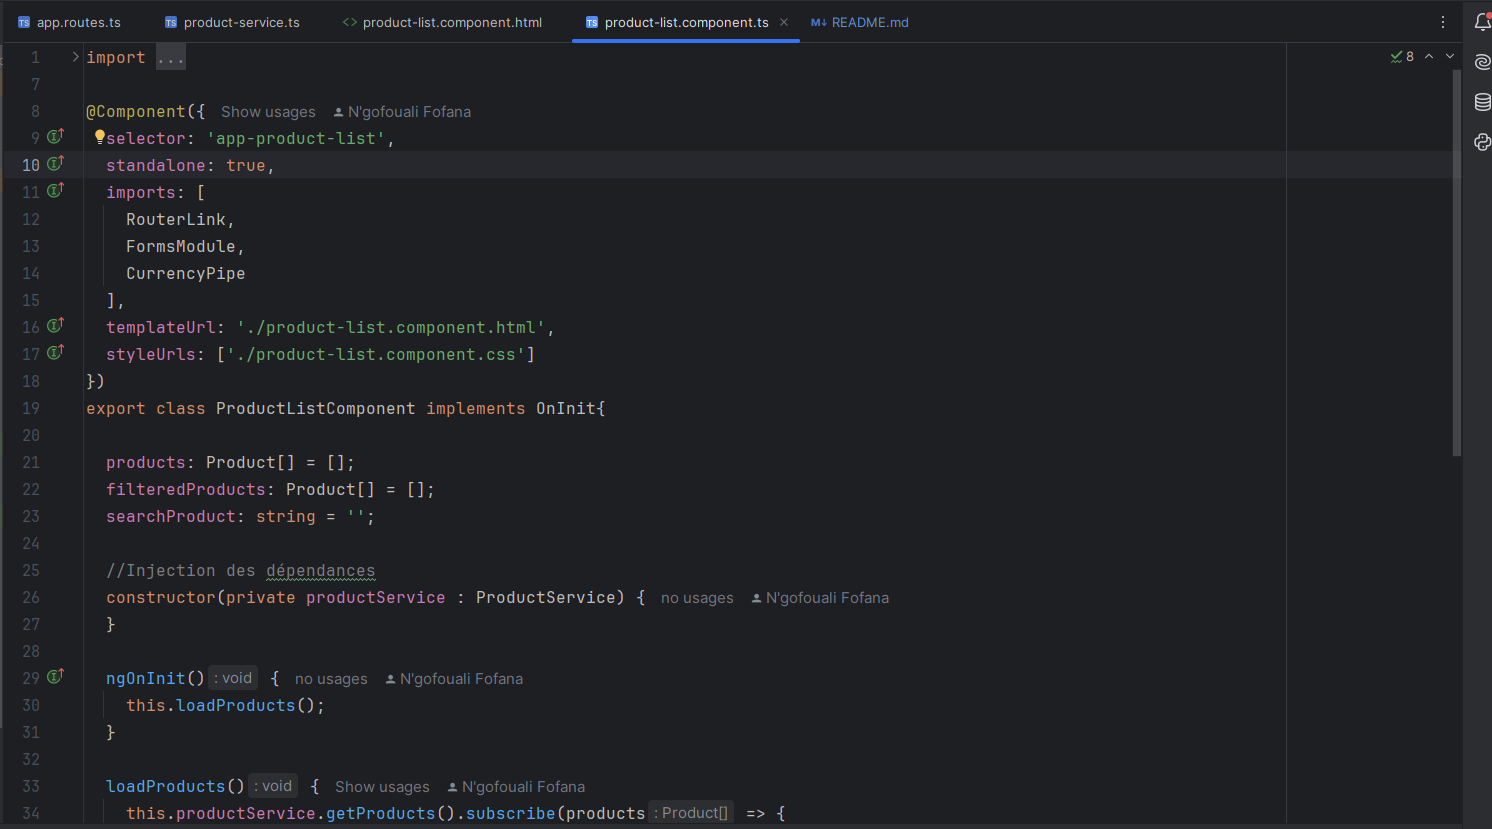 TS app.routes.ts TS product-service.ts <> product-list.component.html TS product-list.component.ts × M↓ README.md
1 import ...
7
8 @Component({ Show usages N'gofouali Fofana
9 selector: 'app-product-list',
10 standalone: true,
11 imports: [
12 RouterLink,
13 FormsModule,
14 CurrencyPipe
15 ],
16 templateUrl: './product-list.component.html',
17 styleUrls: ['./product-list.component.css']
18 })
19 export class ProductListComponent implements OnInit{
20
21 products: Product[] = [];
22 filteredProducts: Product[] = [];
23 searchProduct: string = '';
24
25 //Injection des dépendances
26 constructor(private productService : ProductService) { no usages N'gofouali Fofana
27 }
28
29 ngOnInit() : void { no usages N'gofouali Fofana
30 this.loadProducts();
31 }
32
33 loadProducts() : void { Show usages N'gofouali Fofana
34 this.productService.getProducts().subscribe(products : Product[] => {
8